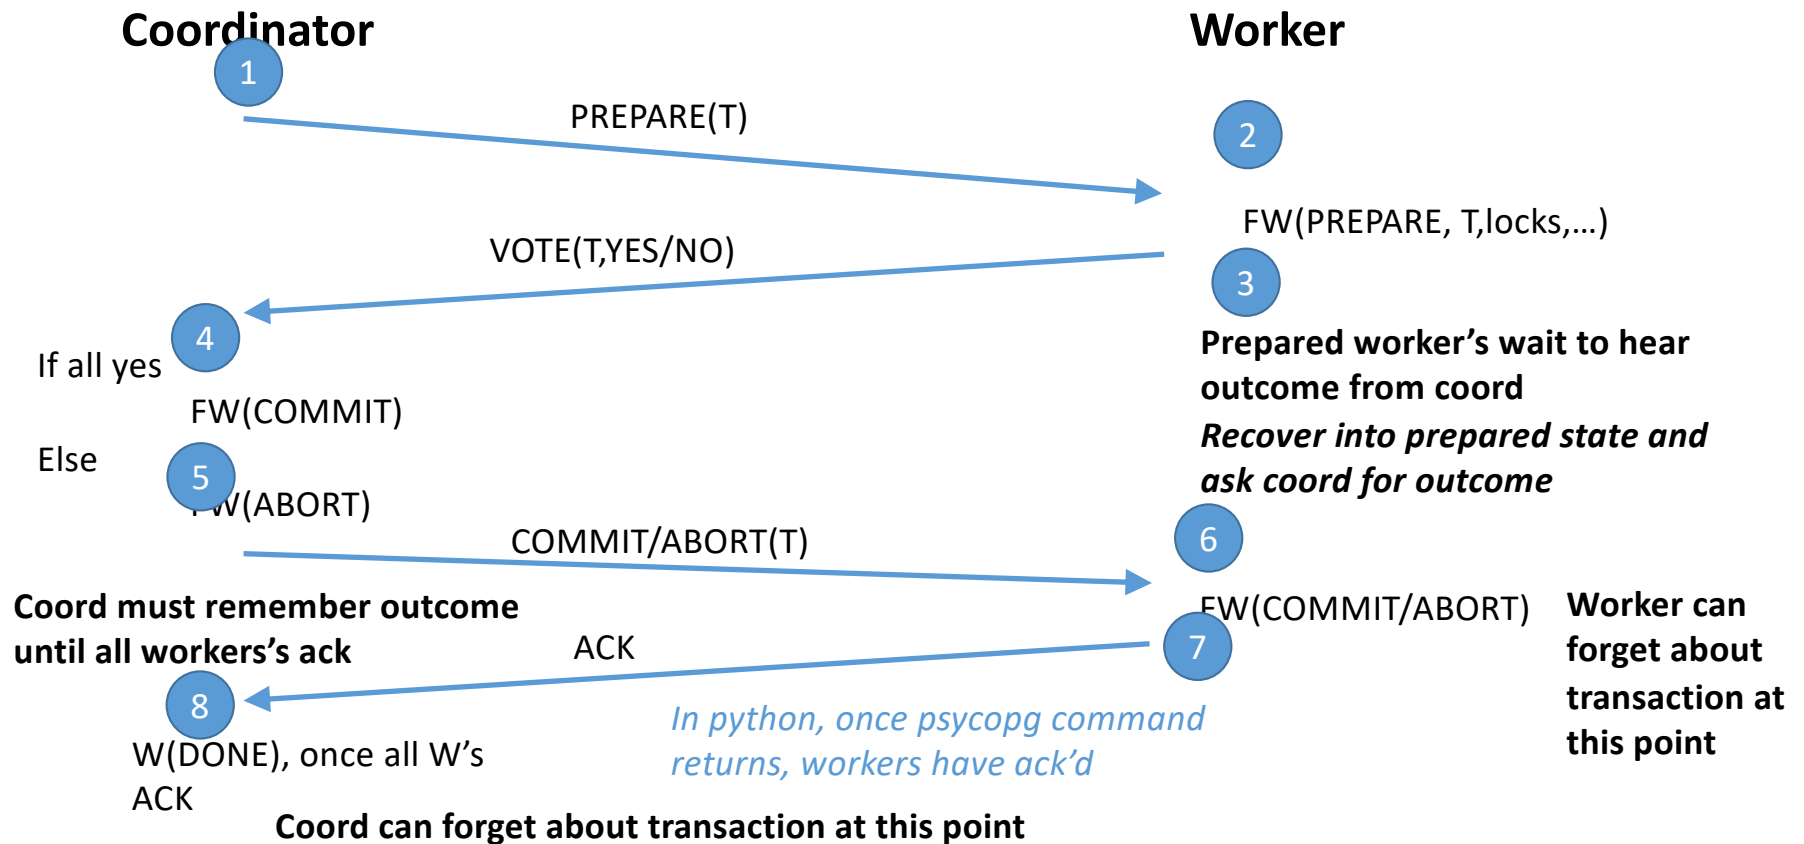 Coordinator
Worker
1
PREPARE(T)
2
FW(PREPARE, T,locks,…)
VOTE(T,YES/NO)
3
4
If all yes
FW(COMMIT)
Else
5
FW(ABORT)
Prepared worker’s wait to hear
outcome from coord
Recover into prepared state and
ask coord for outcome
COMMIT/ABORT(T)
6
FW(COMMIT/ABORT)
Worker can
forget about
transaction at
this point
Coord must remember outcome
until all workers’s ack
ACK
7
8
W(DONE), once all W’s
ACK
In python, once psycopg command
returns, workers have ack’d
Coord can forget about transaction at this point